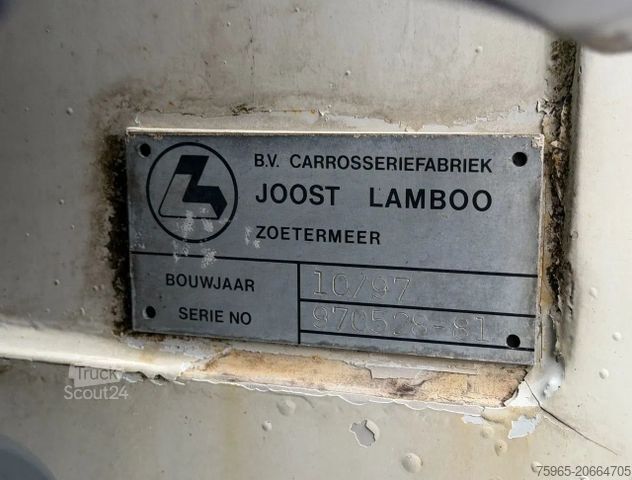 B.V. CARROSSERIEFABRIEK
JOOST LAMBOO
ZOETERMEER
BOUWJAAR 10/97
SERIE NO 970528-81
Truck
Scout24
75965-20664705